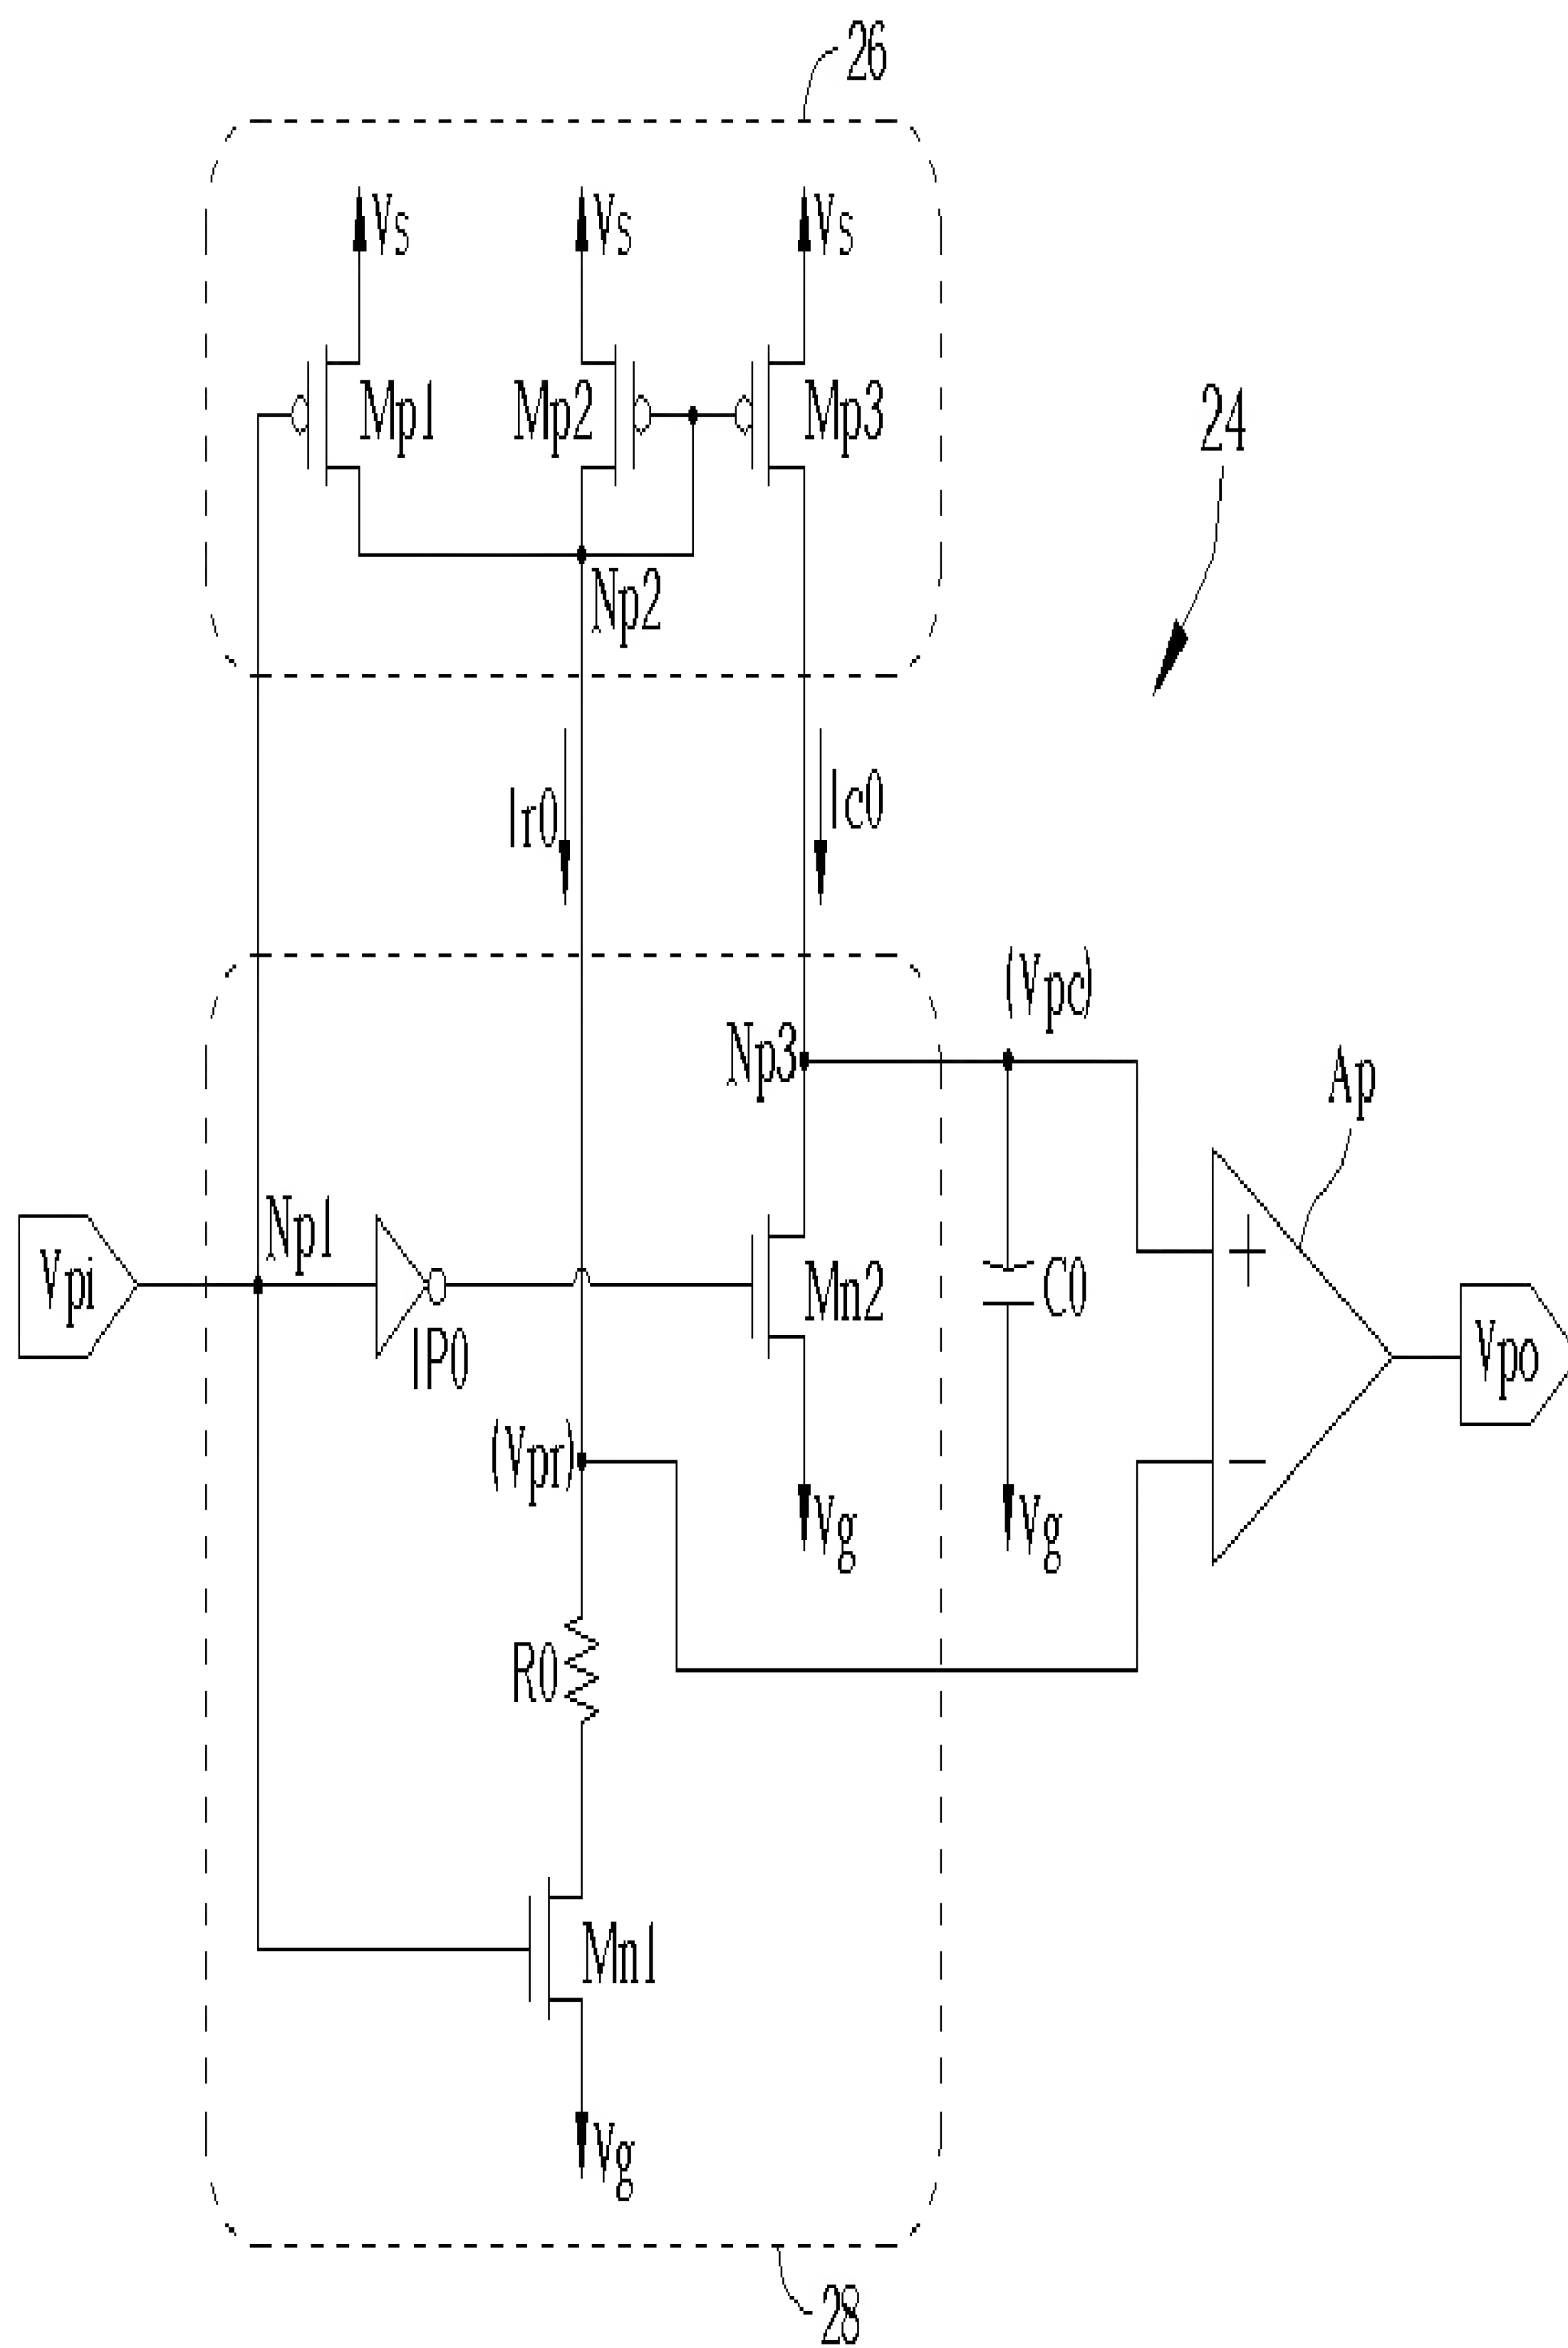 26
Vs
Vs
Vs
Mp1
Mp2
Mp3
24
Np2
Ir0
Ic0
(Vpc)
Np3
Ap
Vpi
Np1
IP0
Mn2
C0
Vpo
(Vpr)
Vg
Vg
R0
Mn1
Vg
28